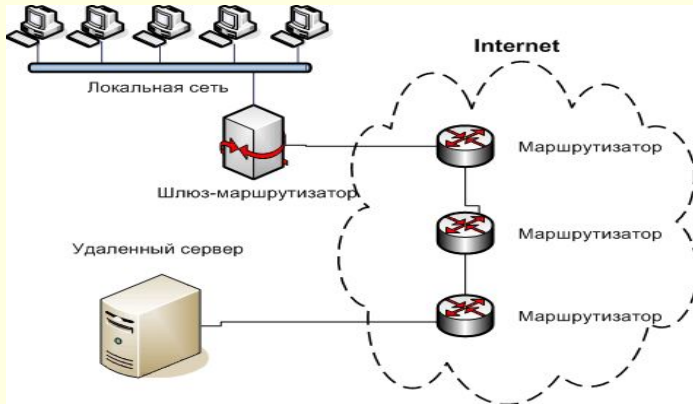 Internet
Локальная сеть
Маршрутизатор
Шлюз-маршрутизатор
Маршрутизатор
Удаленный сервер
Маршрутизатор